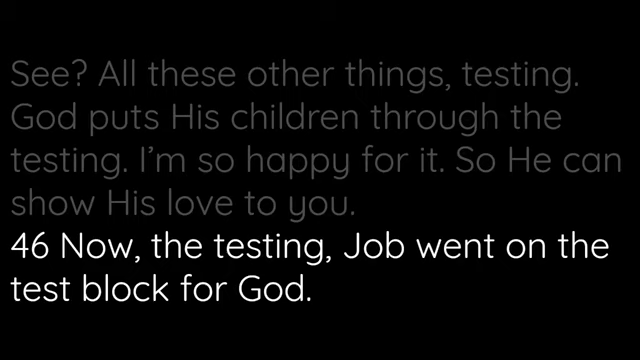 See? All these other things, testing.
God puts His children through the
testing. I’m so happy for it. So He can
show His love to you.
46 Now, the testing, Job went on the
test block for God.